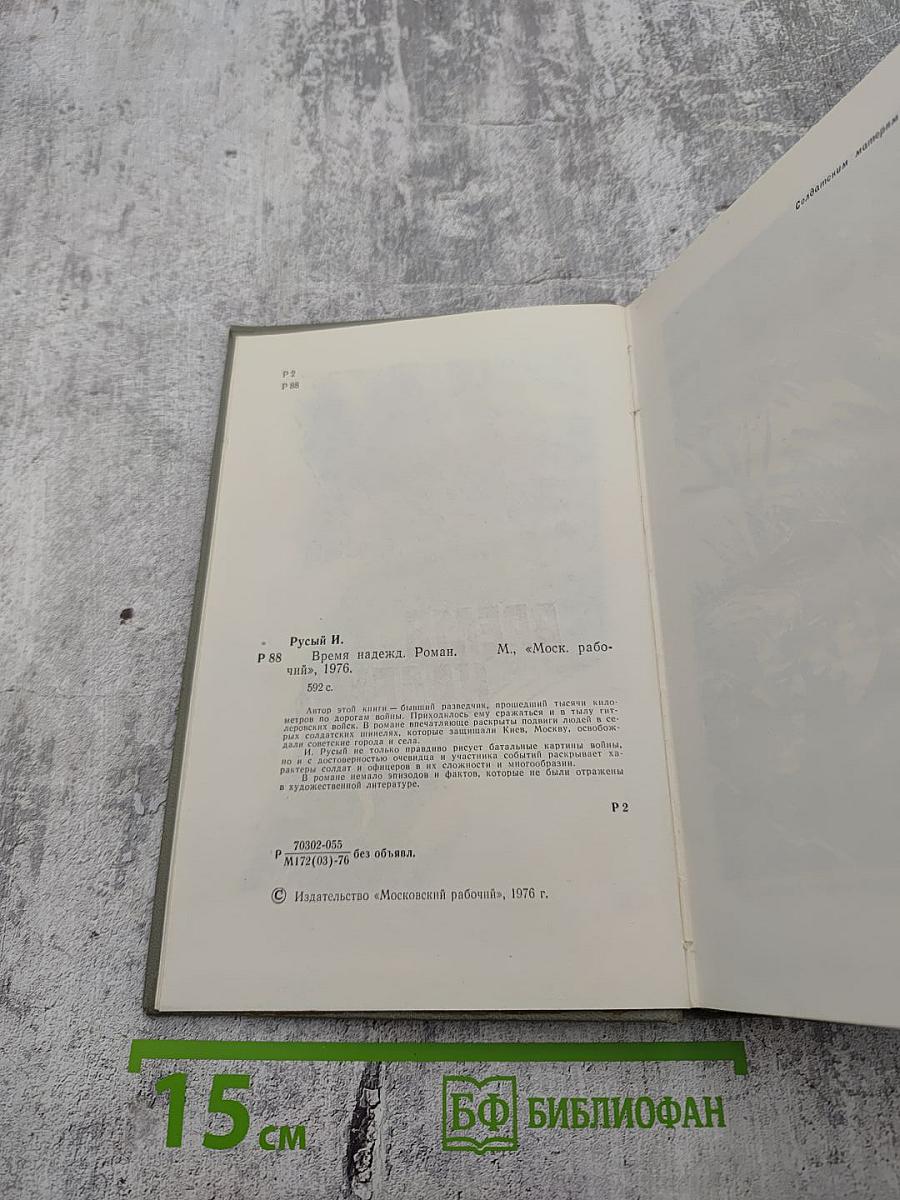 Солдатским матерям
Р 2
Р 88
Русый И.
Р 88 Время надежд. Роман. М., «Моск. рабо-
чий», 1976.
592 с.
Автор этой книги — бывший разведчик, прошедший тысячи кило-
метров по дорогам войны. Приходилось ему сражаться и в тылу гит-
леровских войск. В романе впечатляюще раскрыты подвиги людей в се-
рых солдатских шинелях, которые защищали Киев, Москву, освобож-
дали советские города и села.
И. Русый не только правдиво рисует батальные картины войны,
но и с достоверностью очевидца и участника событий раскрывает ха-
рактеры солдат и офицеров в их сложности и многообразии.
В романе немало эпизодов и фактов, которые не были отражены
в художественной литературе.
Р 2
Р 70302-055
М172(03)-76 без объявл.
© Издательство «Московский рабочий», 1976 г.
15 см
БФ БИБЛИОФАН